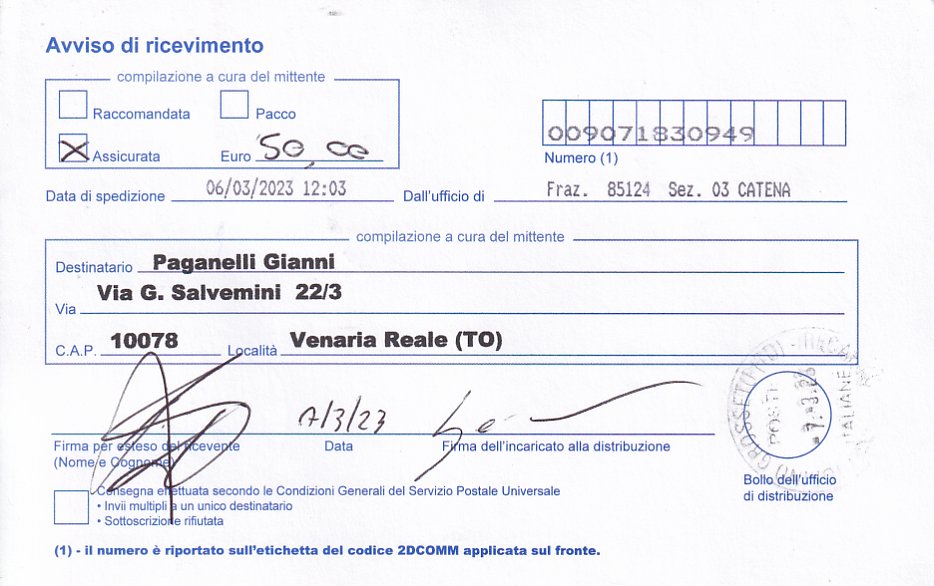 Avviso di ricevimento
compilazione a cura del mittente
Raccomandata Pacco
X Assicurata Euro 50,00
009071830949
Numero (1)
Data di spedizione 06/03/2023 12:03 Dall'ufficio di Fraz. 85124 Sez. 03 CATENA
compilazione a cura del mittente
Destinatario Paganelli Gianni
Via G. Salvemini 22/3
Via
C.A.P. 10078 Località Venaria Reale (TO)
7/3/23
Firma per esteso del ricevente Data Firma dell'incaricato alla distribuzione
(Nome e Cognome)
GROSSETO
POSTE ITALIANE
Bollo dell'ufficio
di distribuzione
Consegna effettuata secondo le Condizioni Generali del Servizio Postale Universale
• Invii multipli a un unico destinatario
• Sottoscrizione rifiutata
(1) - il numero è riportato sull'etichetta del codice 2DCOMM applicata sul fronte.